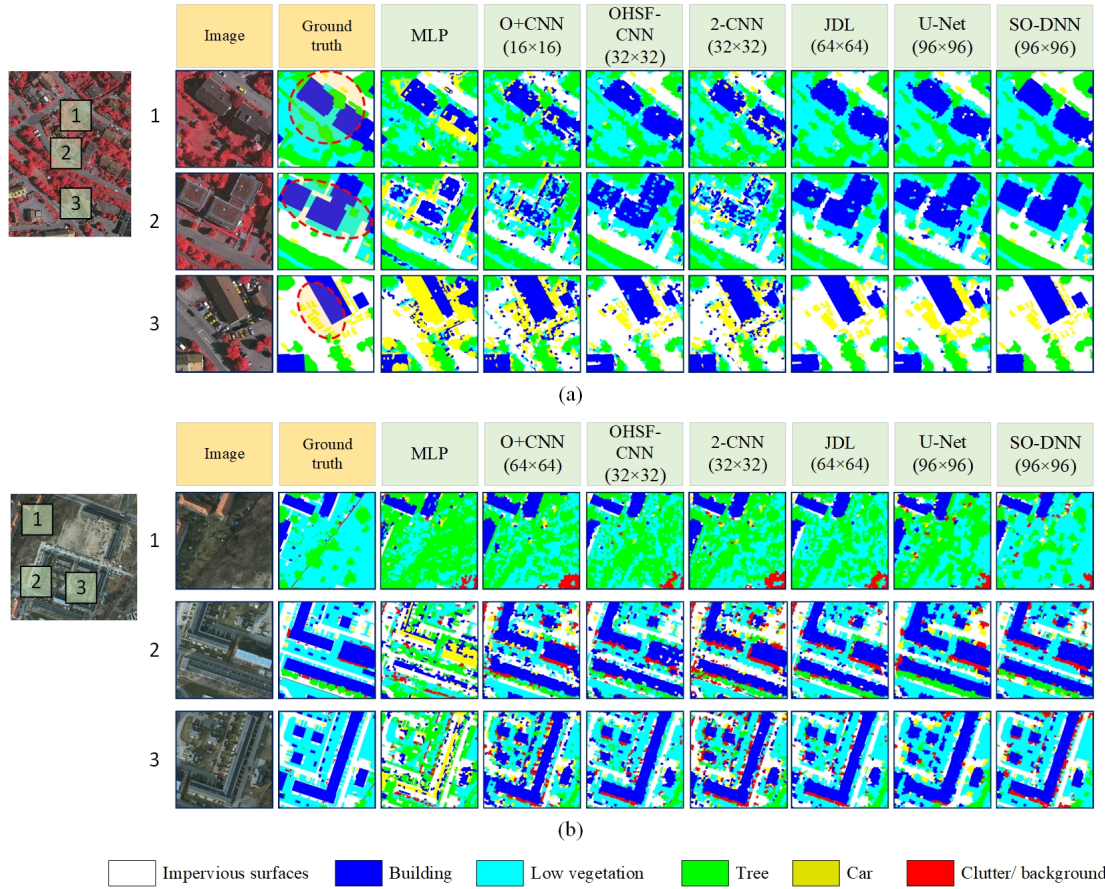 Image
Ground
truth
MLP
O+CNN
(16×16)
OHSF-
CNN
(32×32)
2-CNN
(32×32)
JDL
(64×64)
U-Net
(96×96)
SO-DNN
(96×96)
1
2
3
1
2
3
(a)
Image
Ground
truth
MLP
O+CNN
(64×64)
OHSF-
CNN
(32×32)
2-CNN
(32×32)
JDL
(64×64)
U-Net
(96×96)
SO-DNN
(96×96)
1
2
3
1
2
3
(b)
Impervious surfaces
Building
Low vegetation
Tree
Car
Clutter/ background